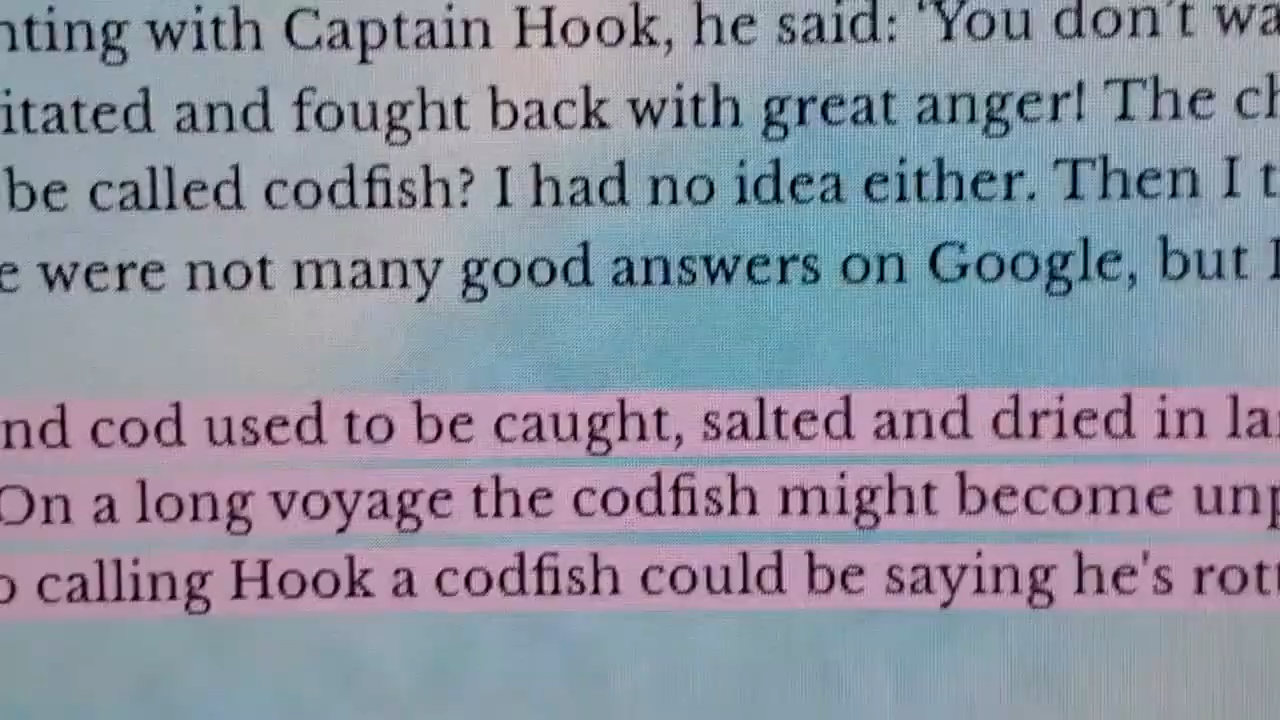 nting with Captain Hook, he said: 'You don't wa
itated and fought back with great anger! The ch
be called codfish? I had no idea either. Then I t
e were not many good answers on Google, but I
nd cod used to be caught, salted and dried in la
On a long voyage the codfish might become unp
o calling Hook a codfish could be saying he's rott